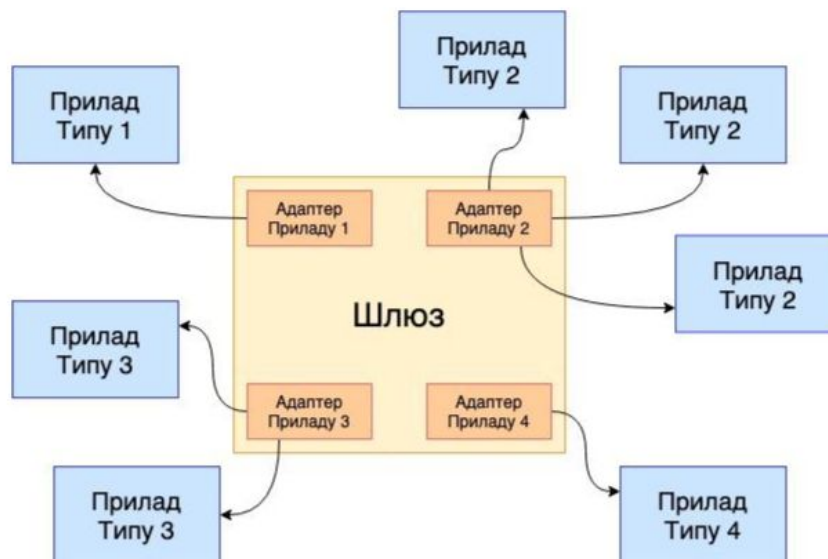 Прилад
Типу 2
Прилад
Типу 1
Прилад
Типу 2
Адаптер
Приладу 1
Адаптер
Приладу 2
Прилад
Типу 2
Шлюз
Прилад
Типу 3
Адаптер
Приладу 3
Адаптер
Приладу 4
Прилад
Типу 3
Прилад
Типу 4